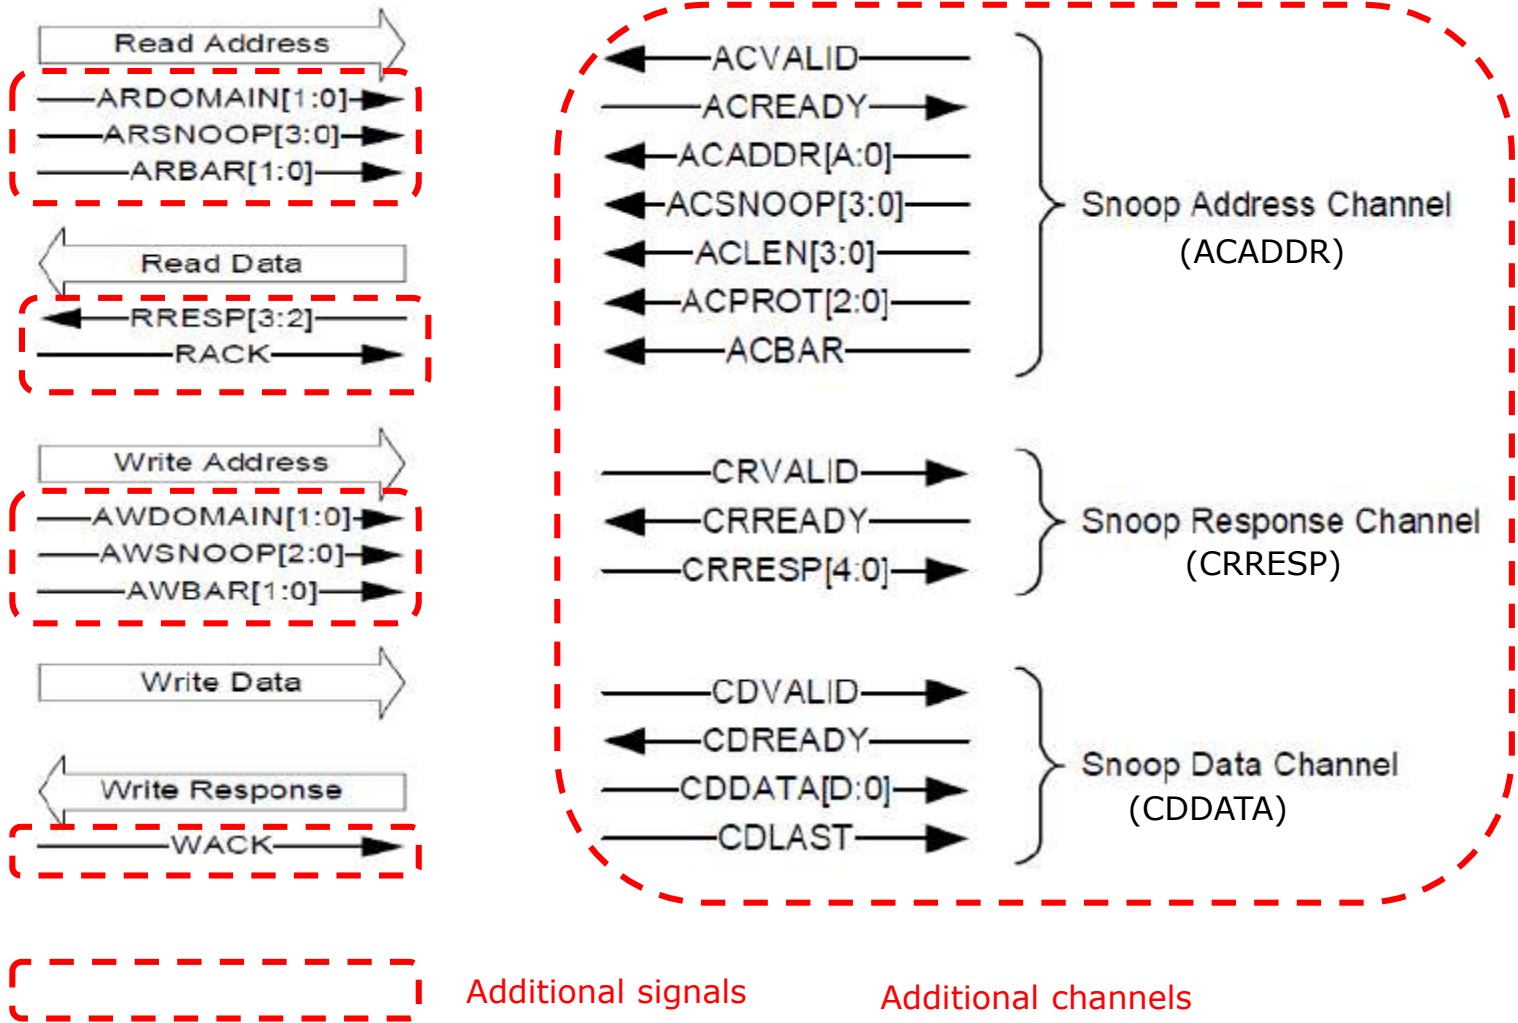 Read Address
ARDOMAIN[1:0]
ARSNOOP[3:0]
ARBAR[1:0]
Read Data
RRESP[3:2]
RACK
Write Address
AWDOMAIN[1:0]
AWSNOOP[2:0]
AWBAR[1:0]
Write Data
Write Response
WACK
ACVALID
ACREADY
ACADDR[A:0]
ACSNOOP[3:0]
ACLEN[3:0]
ACPROT[2:0]
ACBAR
Snoop Address Channel
(ACADDR)
CRVALID
CRREADY
CRRESP[4:0]
Snoop Response Channel
(CRRESP)
CDVALID
CDREADY
CDDATA[D:0]
CDLAST
Snoop Data Channel
(CDDATA)
Additional signals
Additional channels